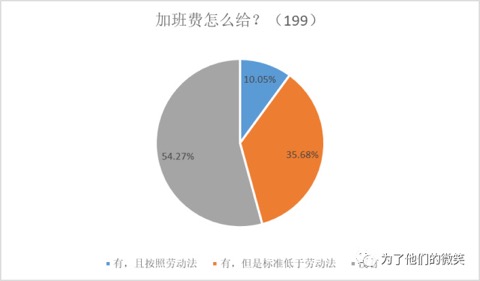 加班费怎么给？（199）
10.05%
35.68%
54.27%
有，且按照劳动法 有，但是标准低于劳动法
为了他们的微笑